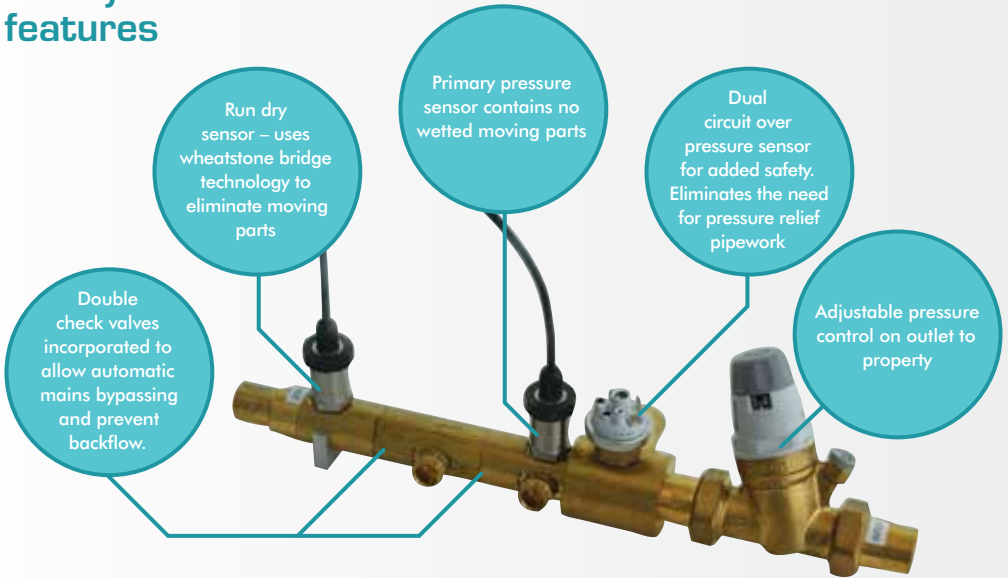 features
Run dry
sensor – uses
wheatstone bridge
technology to
eliminate moving
parts
Primary pressure
sensor contains no
wetted moving parts
Dual
circuit over
pressure sensor
for added safety.
Eliminates the need
for pressure relief
pipework
Adjustable pressure
control on outlet to
property
Double
check valves
incorporated to
allow automatic
mains bypassing
and prevent
backflow.